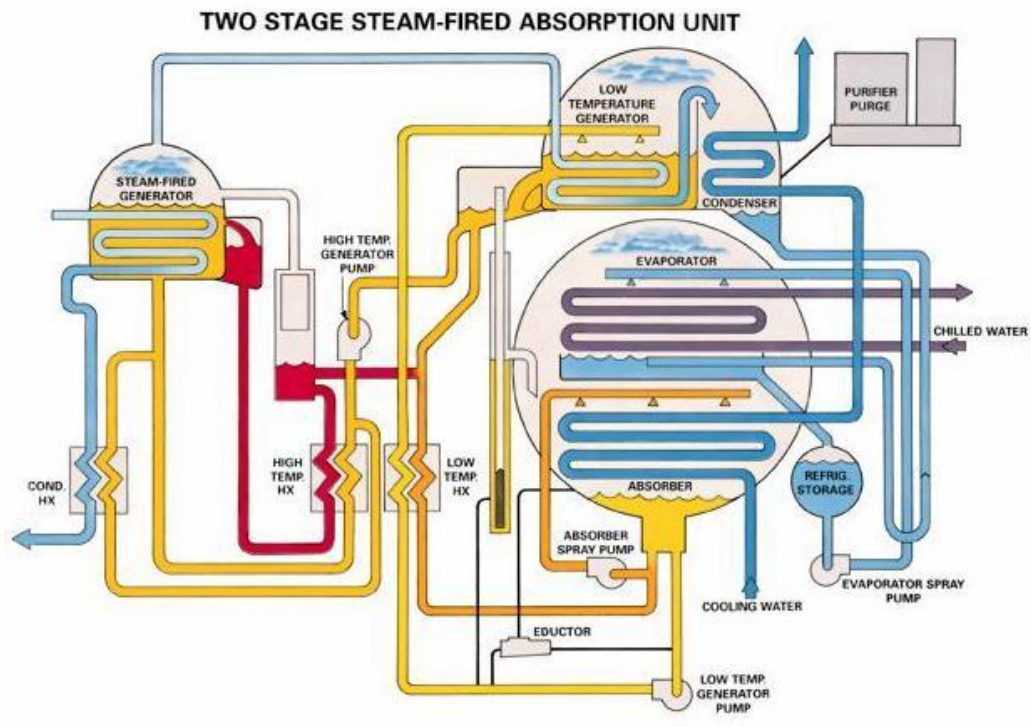 TWO STAGE STEAM-FIRED ABSORPTION UNIT
LOW
TEMPERATURE
GENERATOR
PURIFIER
PURGE
STEAM-FIRED
GENERATOR
CONDENSER
HIGH TEMP.
GENERATOR
PUMP
EVAPORATOR
CHILLED WATER
COND.
HX
HIGH
TEMP.
HX
LOW
TEMP.
HX
ABSORBER
REFRIG.
STORAGE
ABSORBER
SPRAY PUMP
EVAPORATOR SPRAY
PUMP
COOLING WATER
EDUCTOR
LOW TEMP.
GENERATOR
PUMP